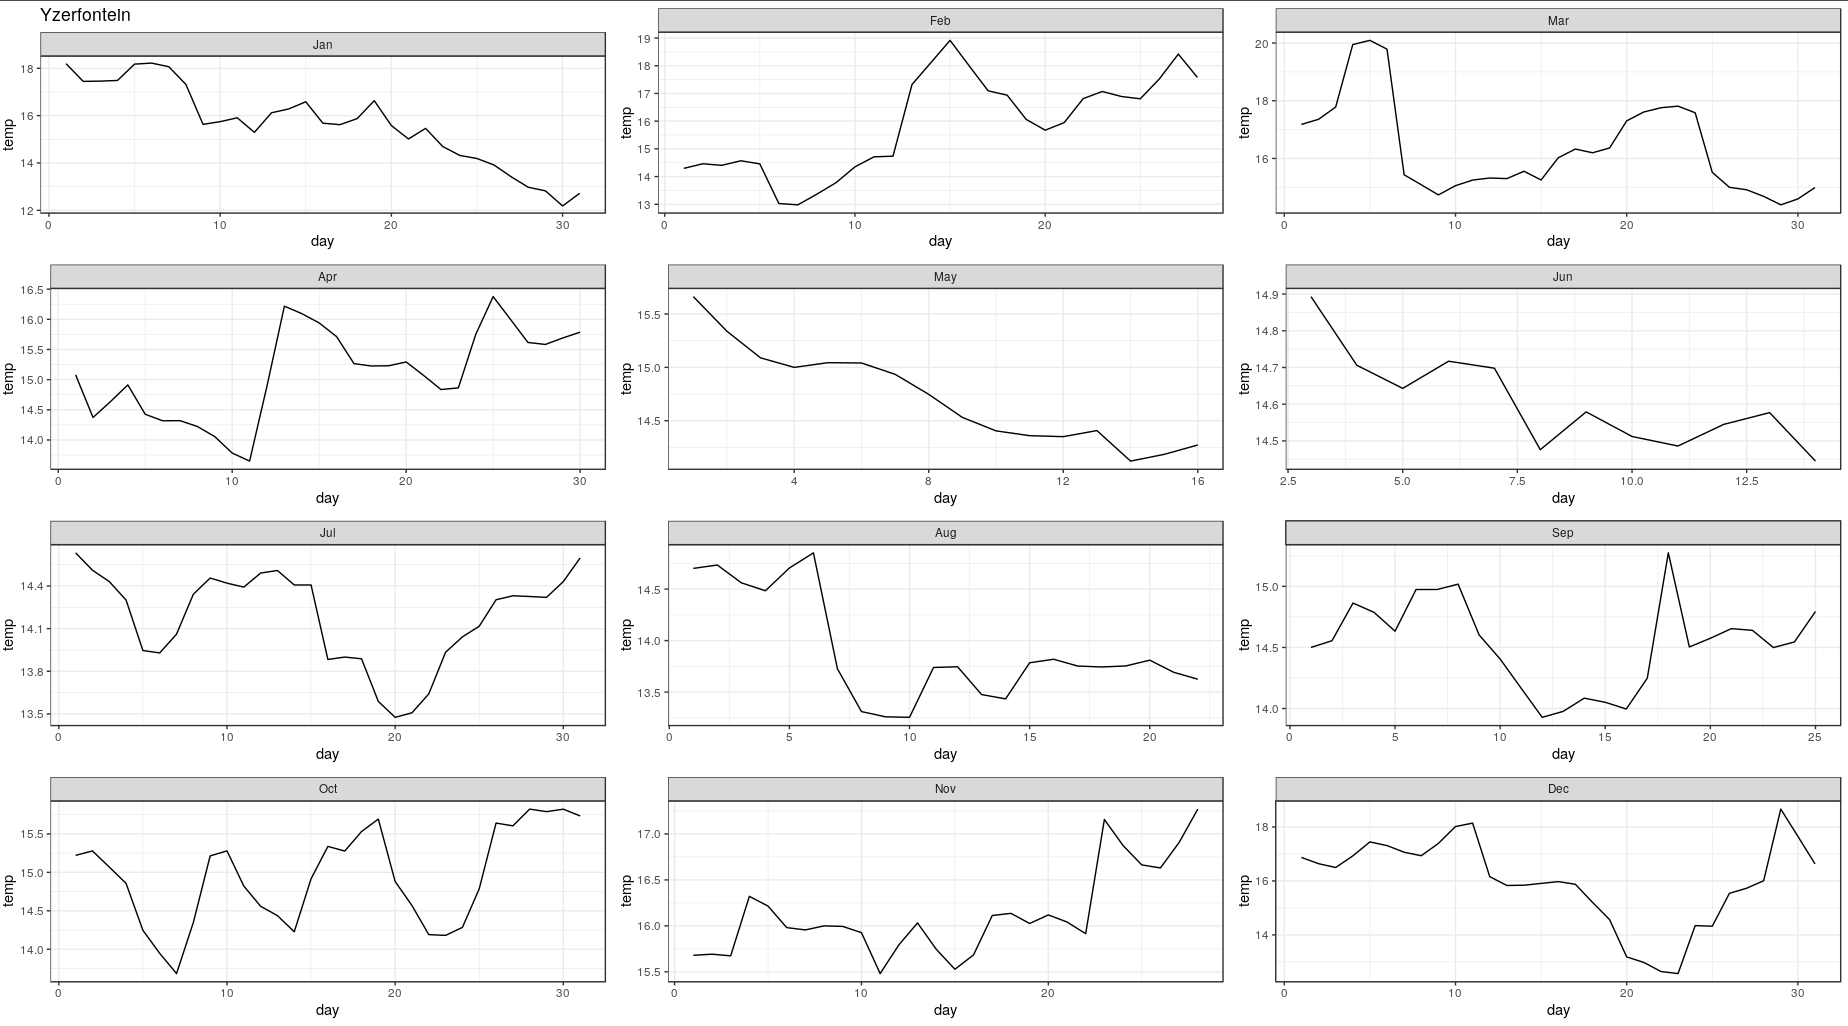 Yzerfontein
Jan
Feb
Mar
temp
18
16
14
12
0 10 20 30
day
temp
19
18
17
16
15
14
13
0 10 20
day
temp
20
18
16
0 10 20 30
day
Apr
May
Jun
temp
16.5
16.0
15.5
15.0
14.5
14.0
0 10 20 30
day
temp
15.5
15.0
14.5
4 8 12 16
day
temp
14.9
14.8
14.7
14.6
14.5
2.5 5.0 7.5 10.0 12.5
day
Jul
Aug
Sep
temp
14.4
14.1
13.8
13.5
0 10 20 30
day
temp
14.5
14.0
13.5
0 5 10 15 20
day
temp
15.0
14.5
14.0
0 5 10 15 20 25
day
Oct
Nov
Dec
temp
15.5
15.0
14.5
14.0
0 10 20 30
day
temp
17.0
16.5
16.0
15.5
0 10 20
day
temp
18
16
14
0 10 20 30
day